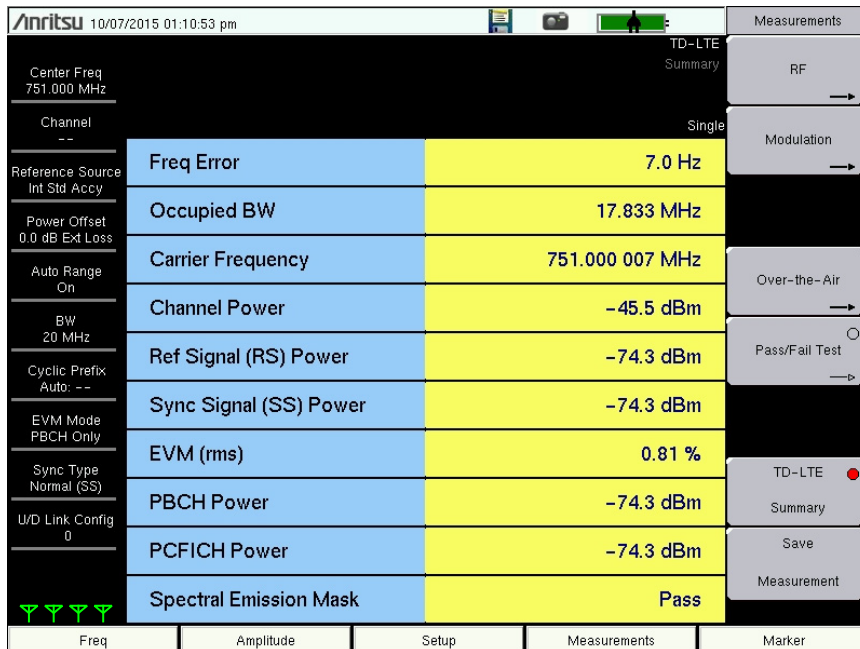 Anritsu 10/07/2015 01:10:53 pm
TD-LTE
Summary
Single
Center Freq
751.000 MHz
Channel
--
Reference Source
Int Std Accy
Power Offset
0.0 dB Ext Loss
Auto Range
On
BW
20 MHz
Cyclic Prefix
Auto: --
EVM Mode
PBCH Only
Sync Type
Normal (SS)
U/D Link Config
0
Freq Error 7.0 Hz
Occupied BW 17.833 MHz
Carrier Frequency 751.000 007 MHz
Channel Power -45.5 dBm
Ref Signal (RS) Power -74.3 dBm
Sync Signal (SS) Power -74.3 dBm
EVM (rms) 0.81 %
PBCH Power -74.3 dBm
PCFICH Power -74.3 dBm
Spectral Emission Mask Pass
Measurements
RF
Modulation
Over-the-Air
Pass/Fail Test
TD-LTE
Summary
Save
Measurement
Freq Amplitude Setup Measurements Marker